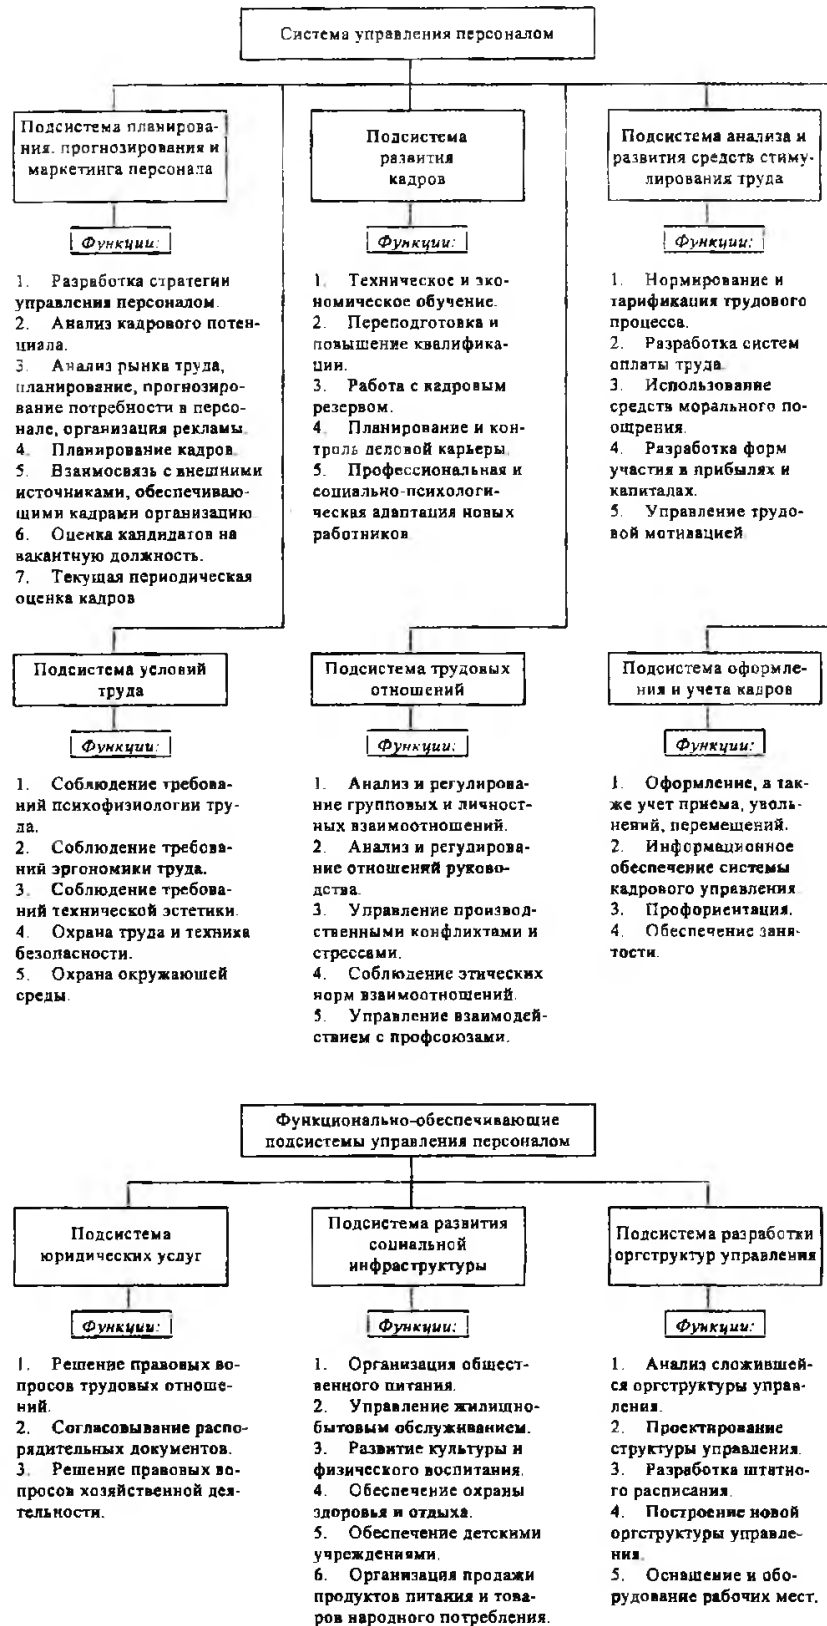 Система управления персоналом
Подсистема планирова-
ния, прогнозирования и
маркетинга персонала
Функции:
1. Разработка стратегии
управления персоналом.
2. Анализ кадрового потен-
циала.
3. Анализ рынка труда,
планирование, прогнозиро-
вание потребности в персо-
нале, организация рекламы.
4. Планирование кадров.
5. Взаимосвязь с внешними
источниками, обеспечиваю-
щими кадрами организацию
6. Оценка кандидатов на
вакантную должность.
7. Текущая периодическая
оценка кадров
Подсистема
развития
кадров
Функции:
1. Техническое и эко-
номическое обучение.
2. Переподготовка и
повышение квалифика-
ции.
3. Работа с кадровым
резервом.
4. Планирование и кон-
троль деловой карьеры
5. Профессиональная и
социально-психологи-
ческая адаптация новых
работников
Подсистема анализа и
развития средств стиму-
лирования труда
Функции:
1. Нормирование и
тарификация трудового
процесса.
2. Разработка систем
оплаты труда
3. Использование
средств морального по-
ощрения.
4. Разработка форм
участия в прибылях и
капиталах.
5. Управление трудо-
вой мотивацией
Подсистема условий
труда
Функции:
1. Соблюдение требова-
ний психофизиологии тру-
да.
2. Соблюдение требова-
ний эргономики труда.
3. Соблюдение требова-
ний технической эстетики
4. Охрана труда и техника
безопасности.
5. Охрана окружающей
среды
Подсистема трудовых
отношений
Функции:
1. Анализ и регулирова-
ние групповых и личност-
ных взаимоотношений.
2. Анализ и регулирова-
ние отношений руково-
дства.
3. Управление производ-
ственными конфликтами и
стрессами.
4. Соблюдение этических
норм взаимоотношений.
5. Управление взаимодей-
ствием с профсоюзами.
Подсистема оформле-
ния и учета кадров
Функции:
1. Оформление, а так-
же учет приема, уволь-
нений, перемещений.
2. Информационное
обеспечение системы
кадрового управления
3. Профориентация.
4. Обеспечение заня-
тости.
Функционально-обеспечивающие
подсистемы управления персоналом
Подсистема
юридических услуг
Функции:
1. Решение правовых во-
просов трудовых отноше-
ний.
2. Согласовывание распо-
рядительных документов.
3. Решение правовых во-
просов хозяйственной дея-
тельности.
Подсистема развития
социальной
инфраструктуры
Функции:
1. Организация общест-
венного питания.
2. Управление жилищно-
бытовым обслуживанием.
3. Развитие культуры и
физического воспитания.
4. Обеспечение охраны
здоровья и отдыха.
5. Обеспечение детскими
учреждениями.
6. Организация продажи
продуктов питания и това-
ров народного потребления.
Подсистема разработки
оргструктур управления
Функции:
1. Анализ сложившей-
ся оргструктуры управ-
ления.
2. Проектирование
структуры управления.
3. Разработка штатно-
го расписания.
4. Построение новой
оргструктуры управле-
ния.
5. Оснащение и обо-
рудование рабочих мест.